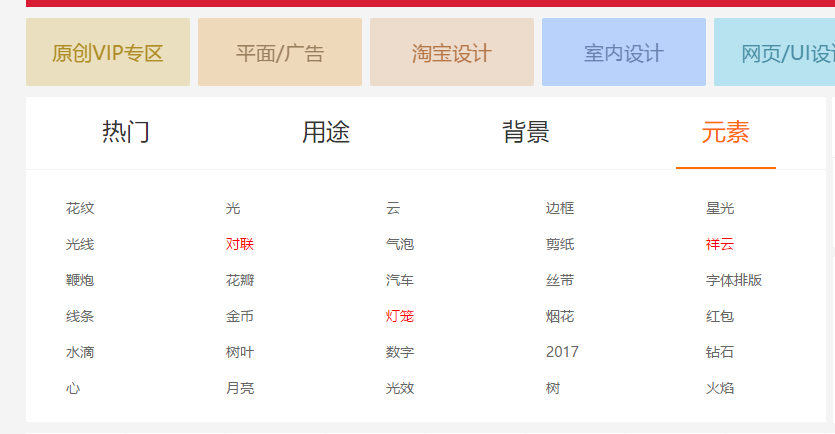 原创VIP专区 平面/广告 淘宝设计 室内设计 网页/UI设
热门 用途 背景 元素
花纹 光 云 边框 星光
光线 对联 气泡 剪纸 祥云
鞭炮 花瓣 汽车 丝带 字体排版
线条 金币 灯笼 烟花 红包
水滴 树叶 数字 2017 钻石
心 月亮 光效 树 火焰